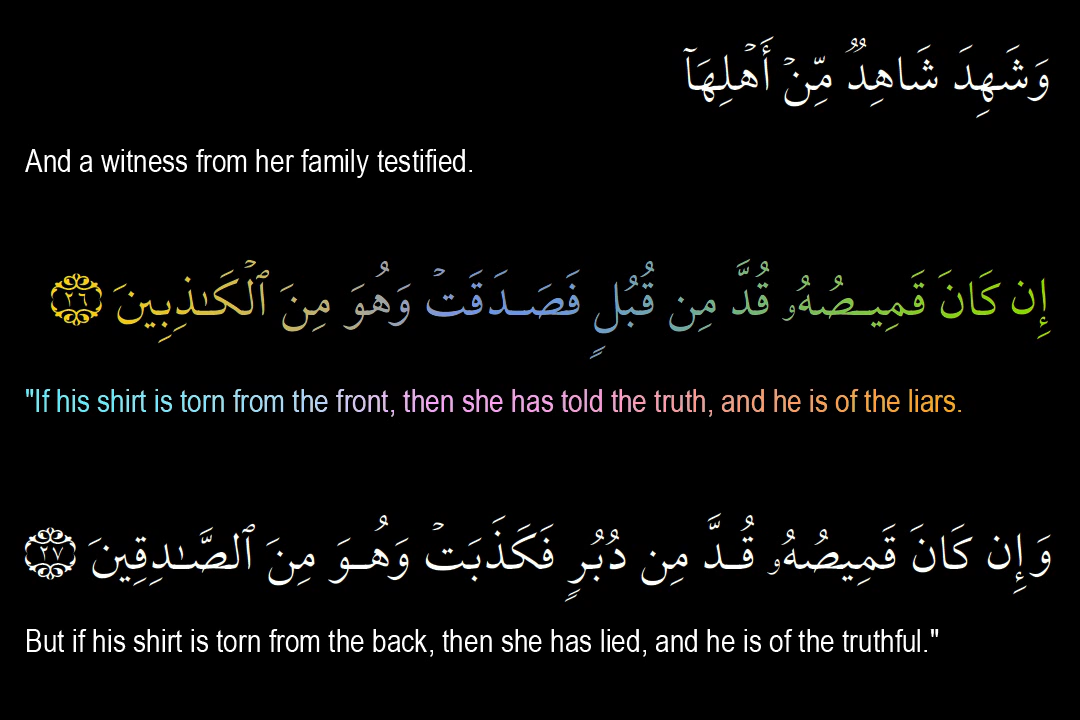 وَشَهِدَ شَاهِدٌ مِّنْ أَهْلِهَآ
And a witness from her family testified.
إِن كَانَ قَمِيصُهُۥ قُدَّ مِن قُبُلٍ فَصَدَقَتْ وَهُوَ مِنَ ٱلْكَـٰذِبِينَ ٢٦
"If his shirt is torn from the front, then she has told the truth, and he is of the liars.
وَإِن كَانَ قَمِيصُهُۥ قُدَّ مِن دُبُرٍ فَكَذَبَتْ وَهُوَ مِنَ ٱلصَّـٰدِقِينَ ٢٧
But if his shirt is torn from the back, then she has lied, and he is of the truthful."